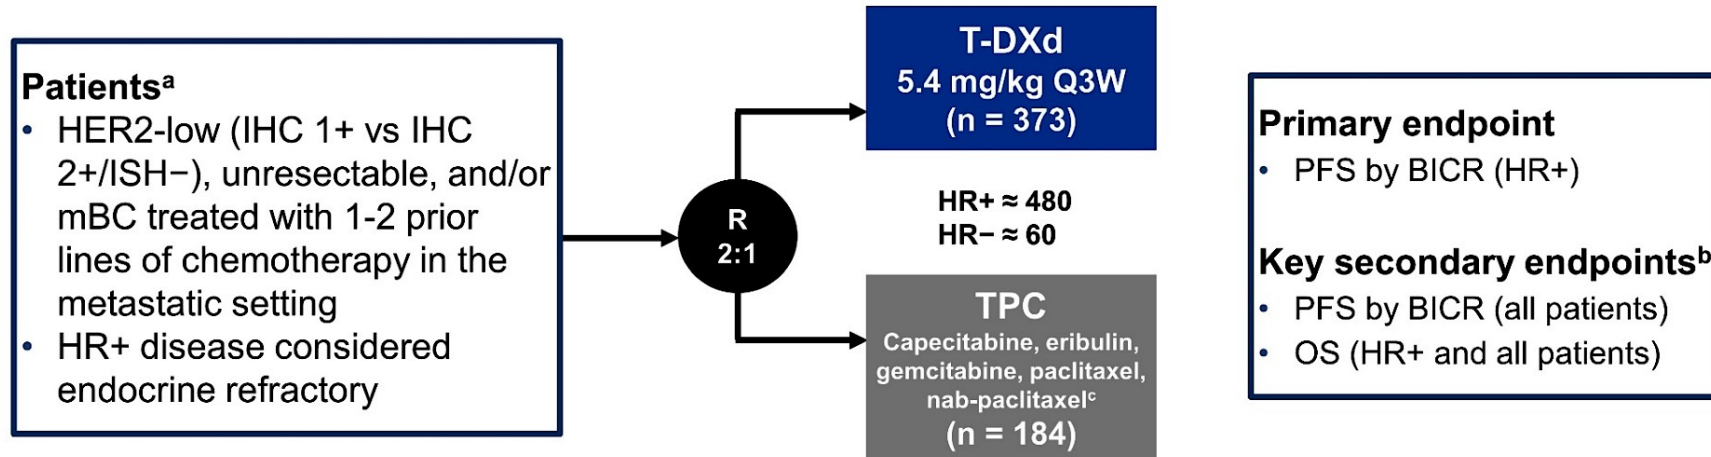 Patientsᵃ
• HER2-low (IHC 1+ vs IHC
2+/ISH−), unresectable, and/or
mBC treated with 1-2 prior
lines of chemotherapy in the
metastatic setting
• HR+ disease considered
endocrine refractory
R
2:1
T-DXd
5.4 mg/kg Q3W
(n = 373)
HR+ ≈ 480
HR− ≈ 60
TPC
Capecitabine, eribulin,
gemcitabine, paclitaxel,
nab-paclitaxelᶜ
(n = 184)
Primary endpoint
• PFS by BICR (HR+)
Key secondary endpointsᵇ
• PFS by BICR (all patients)
• OS (HR+ and all patients)